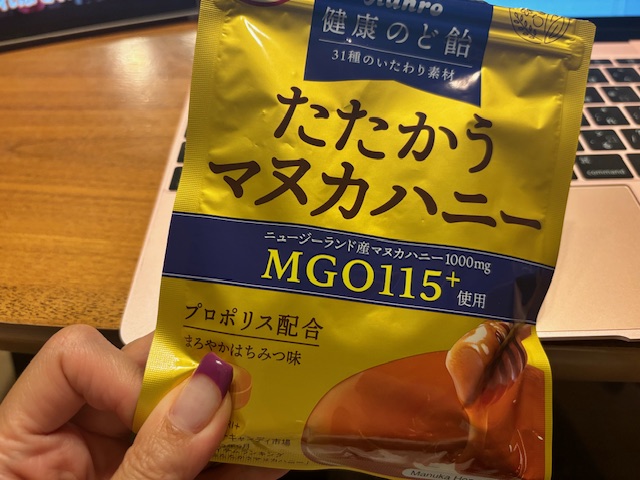 健康のど飴
31種のいたわり素材
たたかう
マヌカハニー
ニュージーランド産マヌカハニー1000mg
MGO115+
使用
プロポリス配合
まろやかはちみつ味
Manuka
command